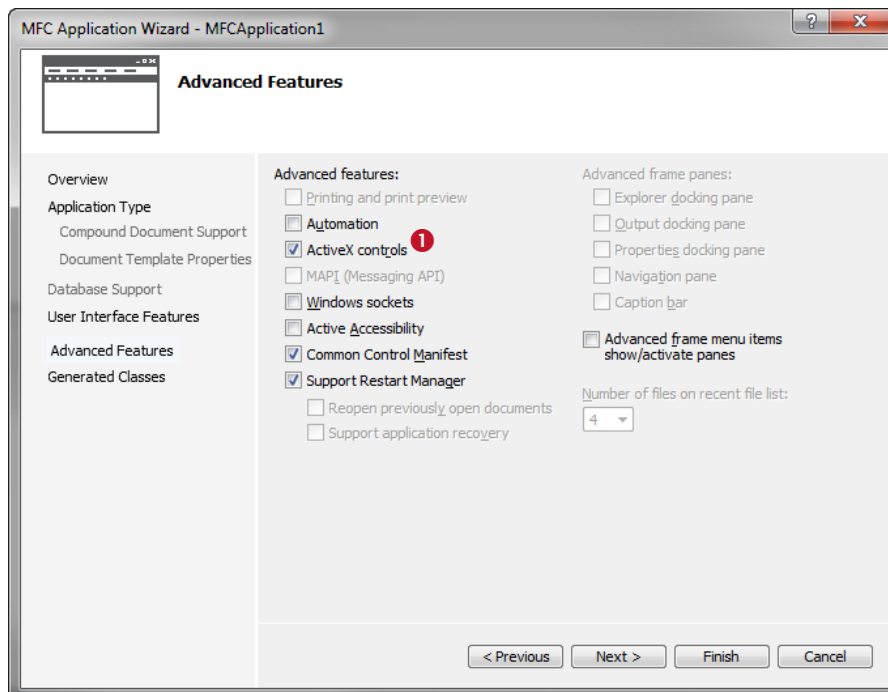 MFC Application Wizard - MFCApplication1
?
Advanced Features
Overview
Application Type
Compound Document Support
Document Template Properties
Database Support
User Interface Features
Advanced Features
Generated Classes
Advanced features:
Printing and print preview
Automation
ActiveX controls
1
MAPI (Messaging API)
Windows sockets
Active Accessibility
Common Control Manifest
Support Restart Manager
Reopen previously open documents
Support application recovery
Advanced frame panes:
Explorer docking pane
Output docking pane
Properties docking pane
Navigation pane
Caption bar
Advanced frame menu items
show/activate panes
Number of files on recent file list:
4
< Previous
Next >
Finish
Cancel